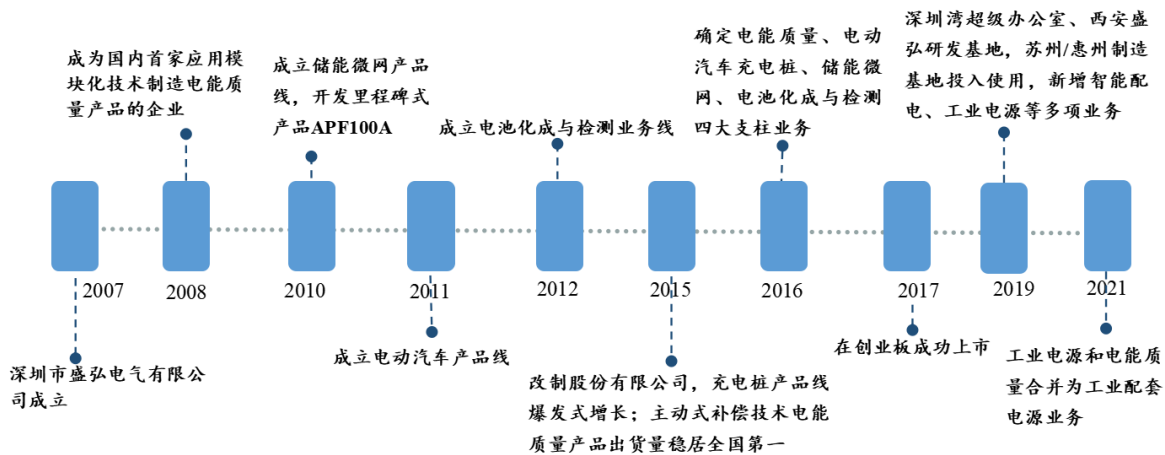 成为国内首家应用模
块化技术制造电能质
量产品的企业
成立储能微网产品
线，开发里程碑式
产品APF100A
成立电池化成与检测业务线
确定电能质量、电动
汽车充电桩、储能微
网、电池化成与检测
四大支柱业务
深圳湾超级办公室、西安盛
弘研发基地，苏州/惠州制造
基地投入使用，新增智能配
电、工业电源等多项业务
2007
2008
2010
2011
2012
2015
2016
2017
2019
2021
深圳市盛弘电气有限公
司成立
成立电动汽车产品线
改制股份有限公司，充电桩产品线
爆发式增长；主动式补偿技术电能
质量产品出货量稳居全国第一
在创业板成功上市
工业电源和电能质
量合并为工业配套
电源业务